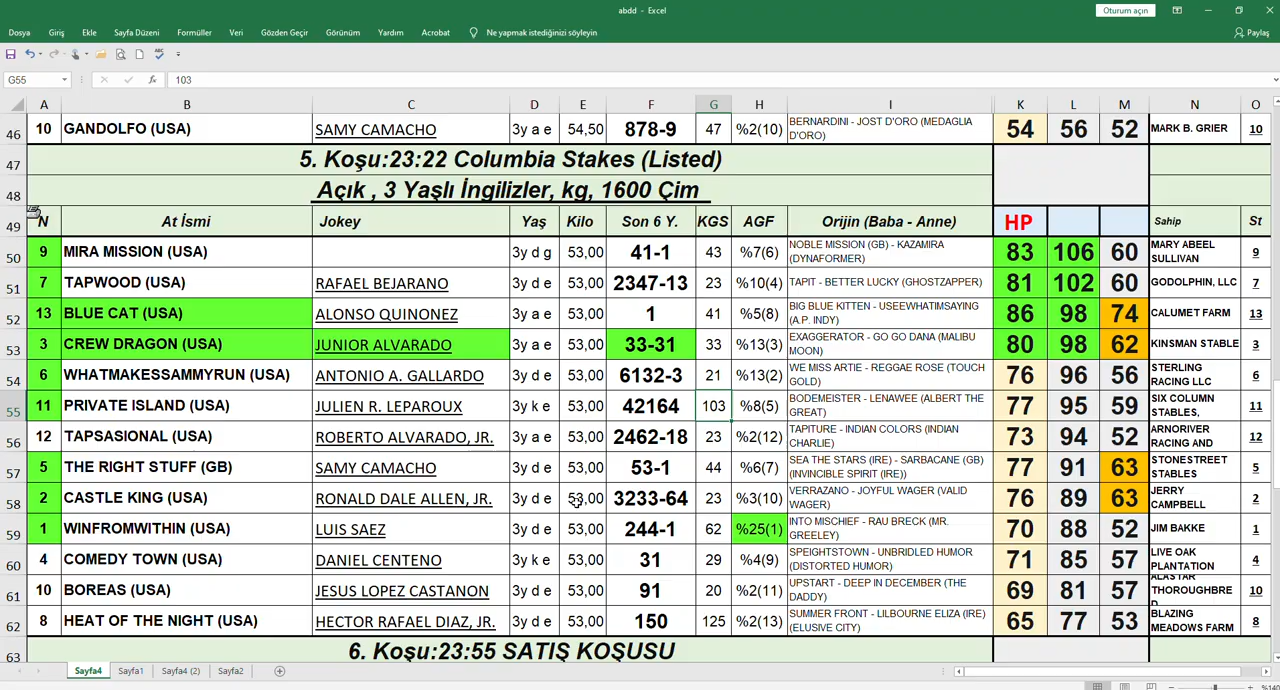 abdd - Excel
Oturum açın
Dosya Giriş Ekle Sayfa Düzeni Formüller Veri Gözden Geçir Görünüm Yardım Acrobat Ne yapmak istediğinizi söyleyin Paylaş
G55 fx 103
A B C D E F G H I K L M N O
46 10 GANDOLFO (USA) SAMY CAMACHO 3y a e 54,50 878-9 47 %2(10) BERNARDINI - JOST D'ORO (MEDAGLIA D'ORO) 54 56 52 MARK B. GRIER 10
47 5. Koşu:23:22 Columbia Stakes (Listed)
48 Açık , 3 Yaşlı İngilizler, kg, 1600 Çim
49 N At İsmi Jokey Yaş Kilo Son 6 Y. KGS AGF Orijin (Baba - Anne) HP Sahip St
50 9 MIRA MISSION (USA) 3y d g 53,00 41-1 43 %7(6) NOBLE MISSION (GB) - KAZAMIRA (DYNAFORMER) 83 106 60 MARY ABEEL SULLIVAN 9
51 7 TAPWOOD (USA) RAFAEL BEJARANO 3y d e 53,00 2347-13 23 %10(4) TAPIT - BETTER LUCKY (GHOSTZAPPER) 81 102 60 GODOLPHIN, LLC 7
52 13 BLUE CAT (USA) ALONSO QUINONEZ 3y a e 53,00 1 41 %5(8) BIG BLUE KITTEN - USEEWHATIMSAYING (A.P. INDY) 86 98 74 CALUMET FARM 13
53 3 CREW DRAGON (USA) JUNIOR ALVARADO 3y a e 53,00 33-31 33 %13(3) EXAGGERATOR - GO GO DANA (MALIBU MOON) 80 98 62 KINSMAN STABLE 3
54 6 WHATMAKESSAMMYRUN (USA) ANTONIO A. GALLARDO 3y d e 53,00 6132-3 21 %13(2) WE MISS ARTIE - REGGAE ROSE (TOUCH GOLD) 76 96 56 STERLING RACING LLC 6
55 11 PRIVATE ISLAND (USA) JULIEN R. LEPAROUX 3y k e 53,00 42164 103 %8(5) BODEMEISTER - LENAWEE (ALBERT THE GREAT) 77 95 59 SIX COLUMN STABLES, 11
56 12 TAPSASIONAL (USA) ROBERTO ALVARADO, JR. 3y a e 53,00 2462-18 23 %2(12) TAPITURE - INDIAN COLORS (INDIAN CHARLIE) 73 94 52 ARNORIVER RACING AND 12
57 5 THE RIGHT STUFF (GB) SAMY CAMACHO 3y d e 53,00 53-1 44 %6(7) SEA THE STARS (IRE) - SARBACANE (GB) (INVINCIBLE SPIRIT (IRE)) 77 91 63 STONESTREET STABLES 5
58 2 CASTLE KING (USA) RONALD DALE ALLEN, JR. 3y d e 53,00 3233-64 23 %3(10) VERRAZANO - JOYFUL WAGER (VALID WAGER) 76 89 63 JERRY CAMPBELL 2
59 1 WINFROMWITHIN (USA) LUIS SAEZ 3y d e 53,00 244-1 62 %25(1) INTO MISCHIEF - RAU BRECK (MR. GREELEY) 70 88 52 JIM BAKKE 1
60 4 COMEDY TOWN (USA) DANIEL CENTENO 3y k e 53,00 31 29 %4(9) SPEIGHTSTOWN - UNBRIDLED HUMOR (DISTORTED HUMOR) 71 85 57 LIVE OAK PLANTATION 4
61 10 BOREAS (USA) JESUS LOPEZ CASTANON 3y d e 53,00 91 20 %2(11) UPSTART - DEEP IN DECEMBER (THE DADDY) 69 81 57 ALASTAR THOROUGHBRE 10
62 8 HEAT OF THE NIGHT (USA) HECTOR RAFAEL DIAZ, JR. 3y d e 53,00 150 125 %2(13) SUMMER FRONT - LILBOURNE ELIZA (IRE) (ELUSIVE CITY) 65 77 53 BLAZING MEADOWS FARM 8
63 6. Koşu:23:55 SATIŞ KOŞUSU
Sayfa4 Sayfa1 Sayfa4 (2) Sayfa2
%140